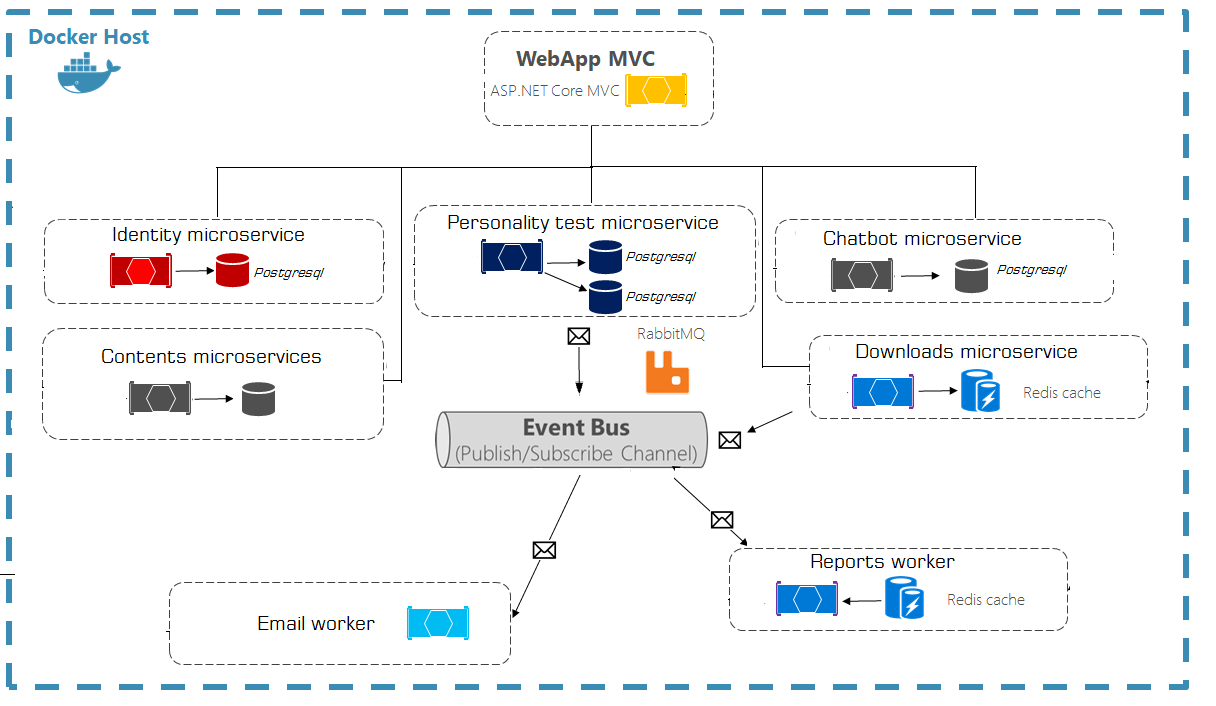 Docker Host
WebApp MVC
ASP.NET Core MVC
Identity microservice
Postgresql
Personality test microservice
Postgresql
Postgresql
Chatbot microservice
Postgresql
Contents microservices
RabbitMQ
Downloads microservice
Redis cache
Event Bus
(Publish/Subscribe Channel)
Email worker
Reports worker
Redis cache